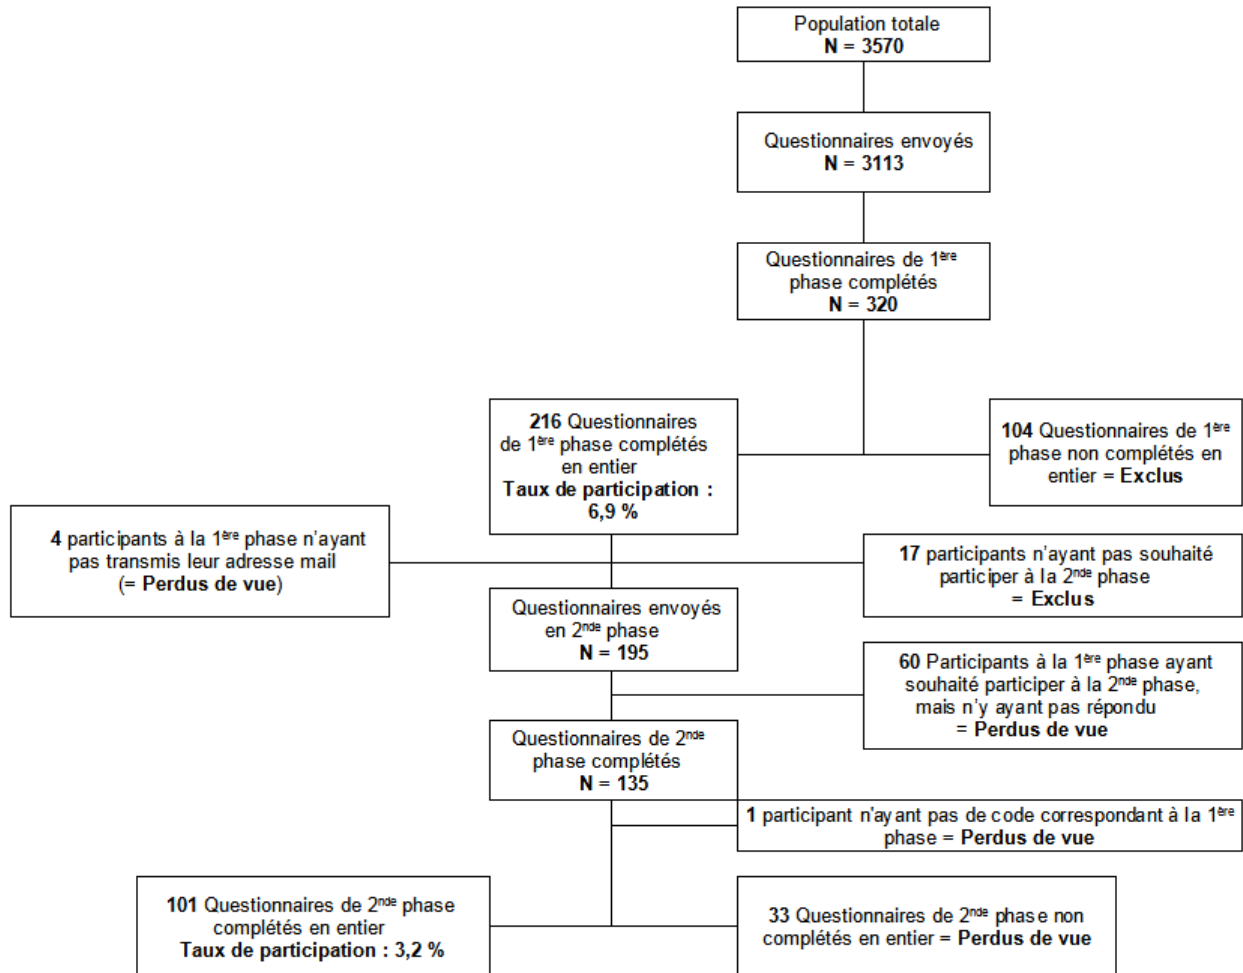 Population totale
N = 3570
Questionnaires envoyés
N = 3113
Questionnaires de 1ère
phase complétés
N = 320
216 Questionnaires
de 1ère phase complétés
en entier
Taux de participation :
6,9 %
104 Questionnaires de 1ère
phase non complétés en
entier = Exclus
4 participants à la 1ère phase n'ayant
pas transmis leur adresse mail
(= Perdus de vue)
17 participants n'ayant pas souhaité
participer à la 2nde phase
= Exclus
Questionnaires envoyés
en 2nde phase
N = 195
60 Participants à la 1ère phase ayant
souhaité participer à la 2nde phase,
mais n'y ayant pas répondu
= Perdus de vue
Questionnaires de 2nde
phase complétés
N = 135
1 participant n'ayant pas de code correspondant à la 1ère
phase = Perdus de vue
101 Questionnaires de 2nde phase
complétés en entier
Taux de participation : 3,2 %
33 Questionnaires de 2nde phase non
complétés en entier = Perdus de vue